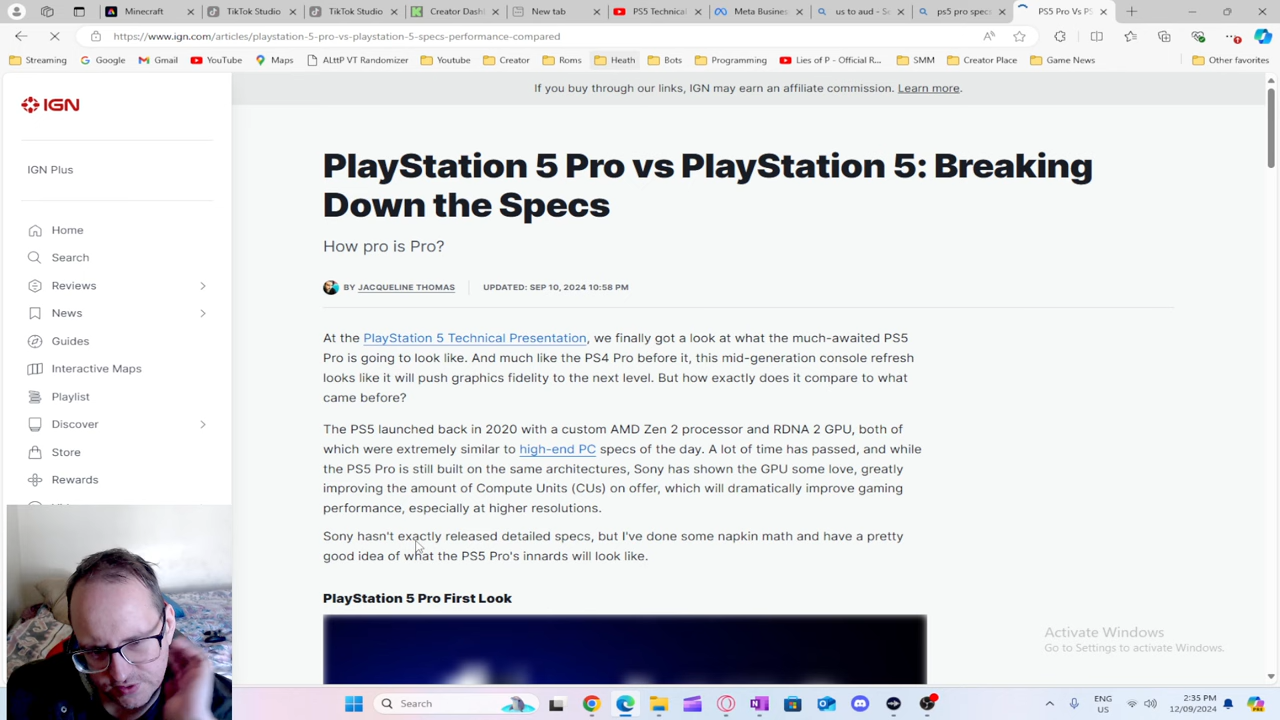 Minecraft
TikTok Studio
TikTok Studio
Creator Dash
New tab
PS5 Technical
Meta Business
us to aud - Se
ps5 pro specs
PS5 Pro Vs PS
https://www.ign.com/articles/playstation-5-pro-vs-playstation-5-specs-performance-compared
Streaming
Google
Gmail
YouTube
Maps
ALttP VT Randomizer
Youtube
Creator
Roms
Heath
Bots
Programming
Lies of P - Official R...
SMM
Creator Place
Game News
Other favorites
IGN
If you buy through our links, IGN may earn an affiliate commission. Learn more.
IGN Plus
Home
Search
Reviews
News
Guides
Interactive Maps
Playlist
Discover
Store
Rewards
PlayStation 5 Pro vs PlayStation 5: Breaking
Down the Specs
How pro is Pro?
BY JACQUELINE THOMAS
UPDATED: SEP 10, 2024 10:58 PM
At the PlayStation 5 Technical Presentation, we finally got a look at what the much-awaited PS5
Pro is going to look like. And much like the PS4 Pro before it, this mid-generation console refresh
looks like it will push graphics fidelity to the next level. But how exactly does it compare to what
came before?
The PS5 launched back in 2020 with a custom AMD Zen 2 processor and RDNA 2 GPU, both of
which were extremely similar to high-end PC specs of the day. A lot of time has passed, and while
the PS5 Pro is still built on the same architectures, Sony has shown the GPU some love, greatly
improving the amount of Compute Units (CUs) on offer, which will dramatically improve gaming
performance, especially at higher resolutions.
Sony hasn't exactly released detailed specs, but I've done some napkin math and have a pretty
good idea of what the PS5 Pro's innards will look like.
PlayStation 5 Pro First Look
Activate Windows
Go to Settings to activate Windows.
Search
ENG
US
2:35 PM
12/09/2024